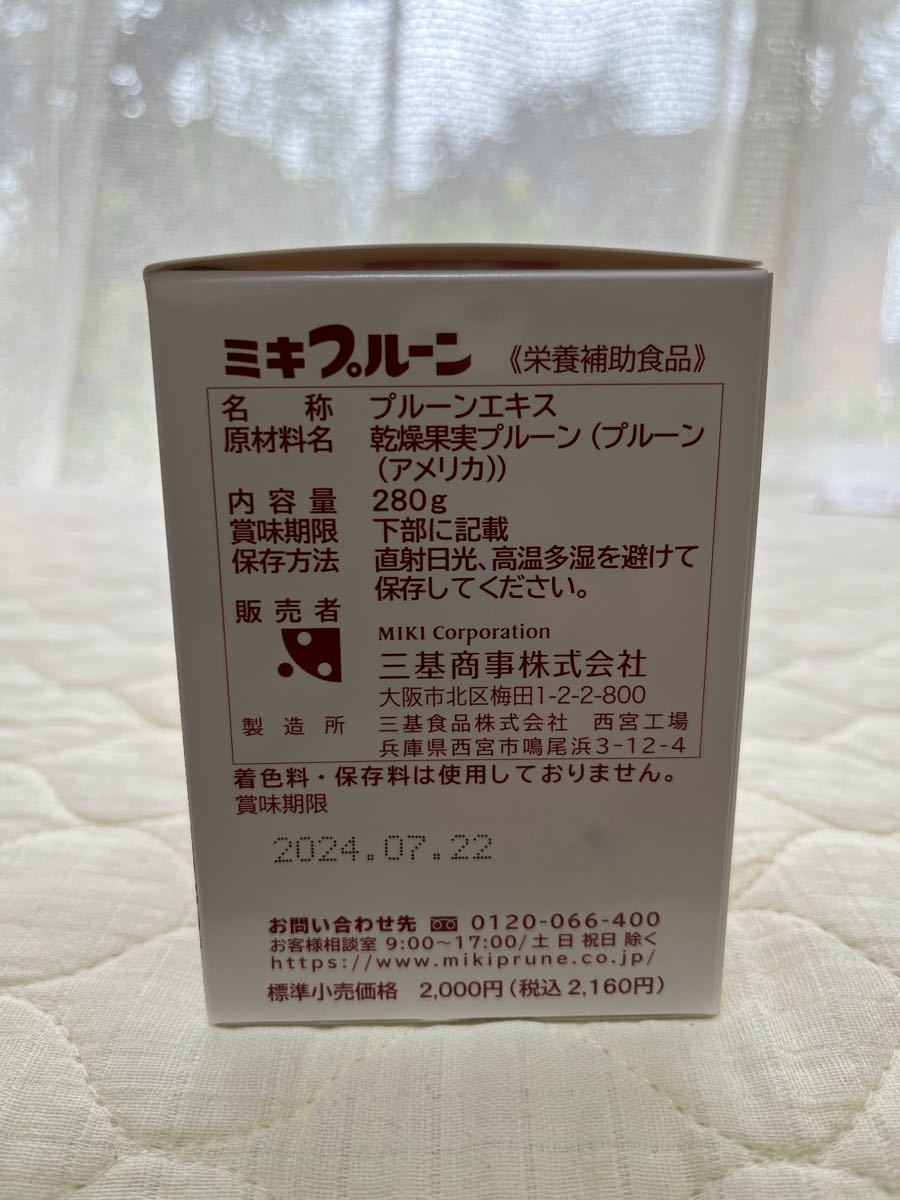 ミキプルーン 《栄養補助食品》
名称 プルーンエキス
原材料名 乾燥果実プルーン(プルーン
(アメリカ))
内容量 280g
賞味期限 下部に記載
保存方法 直射日光、高温多湿を避けて
保存してください。
販売者
MIKI Corporation
三基商事株式会社
大阪市北区梅田1-2-2-800
製造所 三基食品株式会社 西宮工場
兵庫県西宮市鳴尾浜3-12-4
着色料・保存料は使用しておりません。
賞味期限
2024.07.22
お問い合わせ先 0120-066-400
お客様相談室 9:00~17:00/土 日 祝日 除く
https://www.mikiprune.co.jp/
標準小売価格 2,000円(税込2,160円)